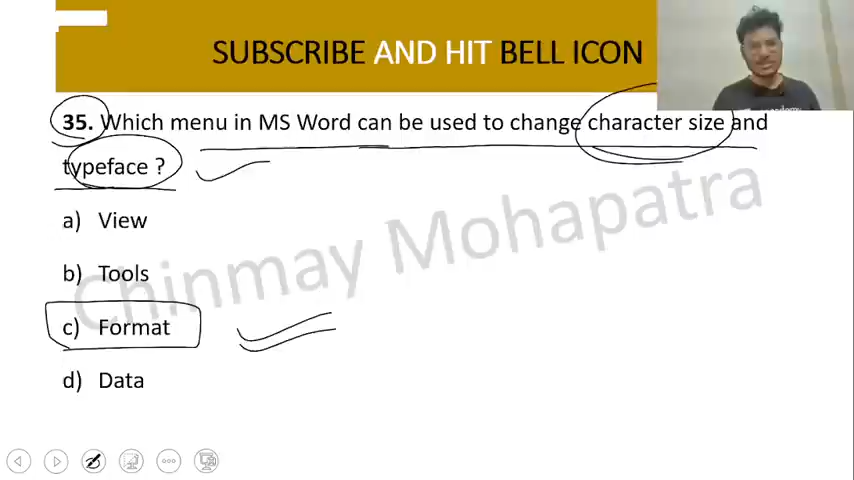 SUBSCRIBE AND HIT BELL ICON
35. Which menu in MS Word can be used to change character size and
typeface ?
a) View
b) Tools
c) Format
d) Data
Chinmay Mohapatra